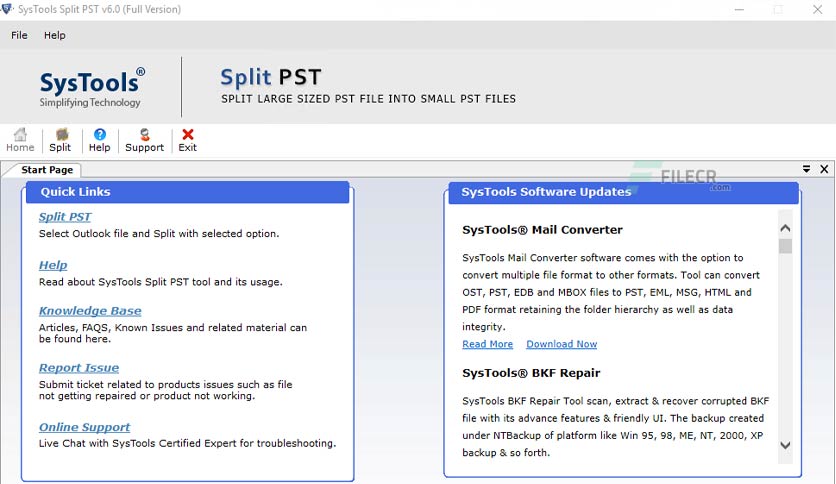 SysTools Split PST v6.0 (Full Version)
File Help
SysTools®
Simplifying Technology
Split PST
SPLIT LARGE SIZED PST FILE INTO SMALL PST FILES
Home Split Help Support Exit
Start Page
FILECR
.com
Quick Links
Split PST
Select Outlook file and Split with selected option.
Help
Read about SysTools Split PST tool and its usage.
Knowledge Base
Articles, FAQS, Known Issues and related material can
be found here.
Report Issue
Submit ticket related to products issues such as file
not getting repaired or product not working.
Online Support
Live Chat with SysTools Certified Expert for troubleshooting.
SysTools Software Updates
SysTools® Mail Converter
SysTools Mail Converter software comes with the option to
convert multiple file format to other formats. Tool can convert
OST, PST, EDB and MBOX files to PST, EML, MSG, HTML and
PDF format retaining the folder hierarchy as well as data
integrity.
Read More Download Now
SysTools® BKF Repair
SysTools BKF Repair Tool scan, extract & recover corrupted BKF
file with its advance features & friendly UI. The backup created
under NTBackup of platform like Win 95, 98, ME, NT, 2000, XP
backup & so forth.